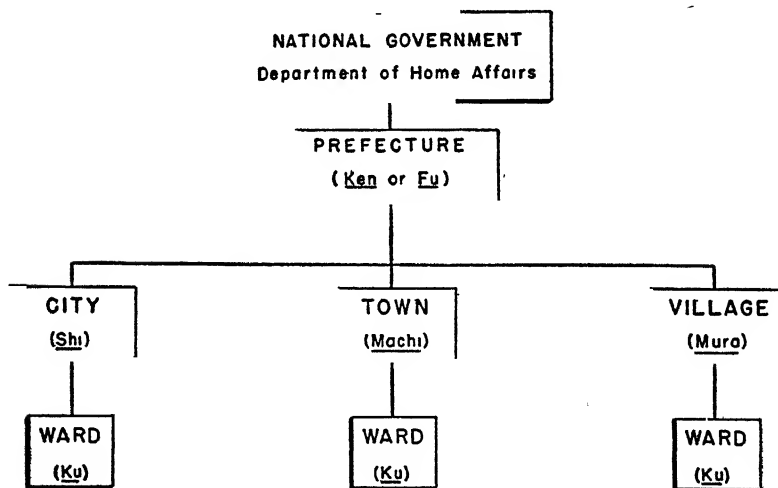 NATIONAL GOVERNMENT
Department of Home Affairs
PREFECTURE
(Ken or Fu)
CITY
(Shi)
TOWN
(Machi)
VILLAGE
(Mura)
WARD
(Ku)
WARD
(Ku)
WARD
(Ku)